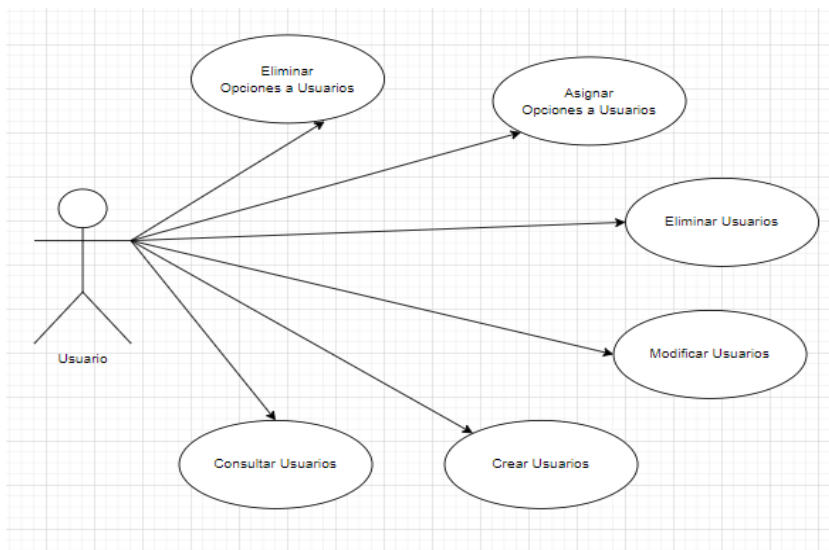 Eliminar
Opciones a Usuarios
Asignar
Opciones a Usuarios
Eliminar Usuarios
Modificar Usuarios
Usuario
Consultar Usuarios
Crear Usuarios